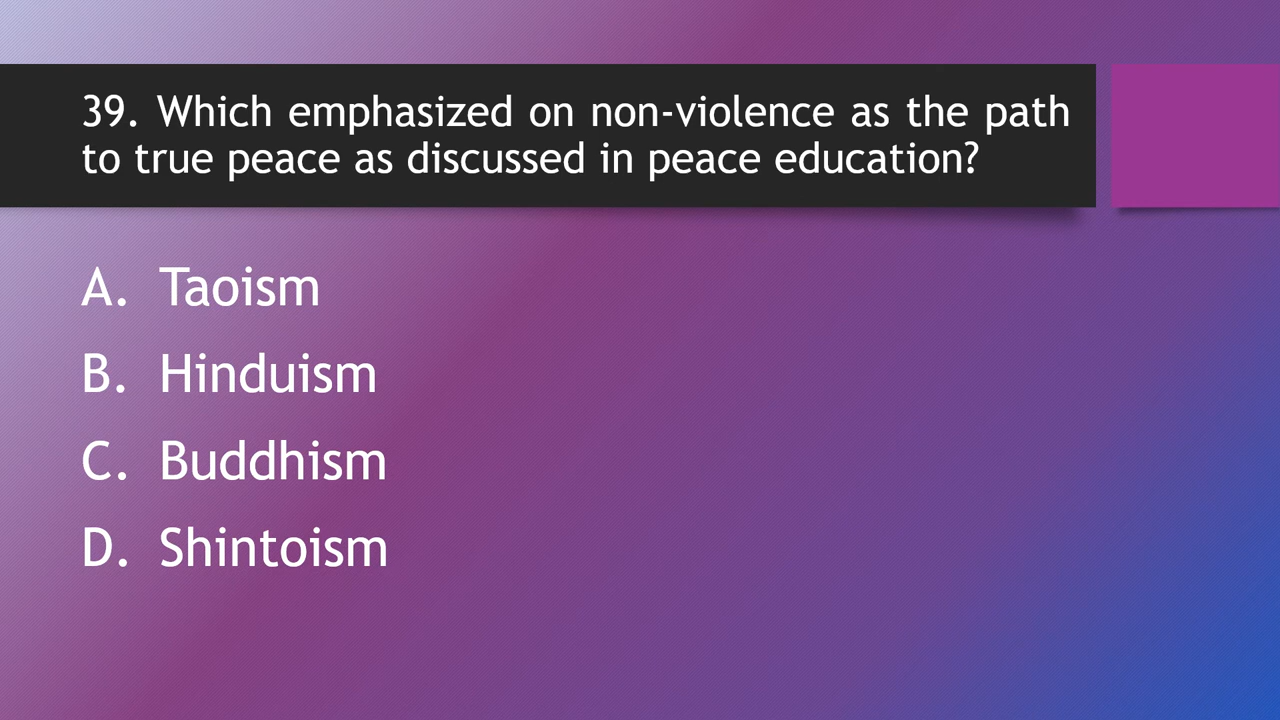 39. Which emphasized on non-violence as the path
to true peace as discussed in peace education?
A. Taoism
B. Hinduism
C. Buddhism
D. Shintoism